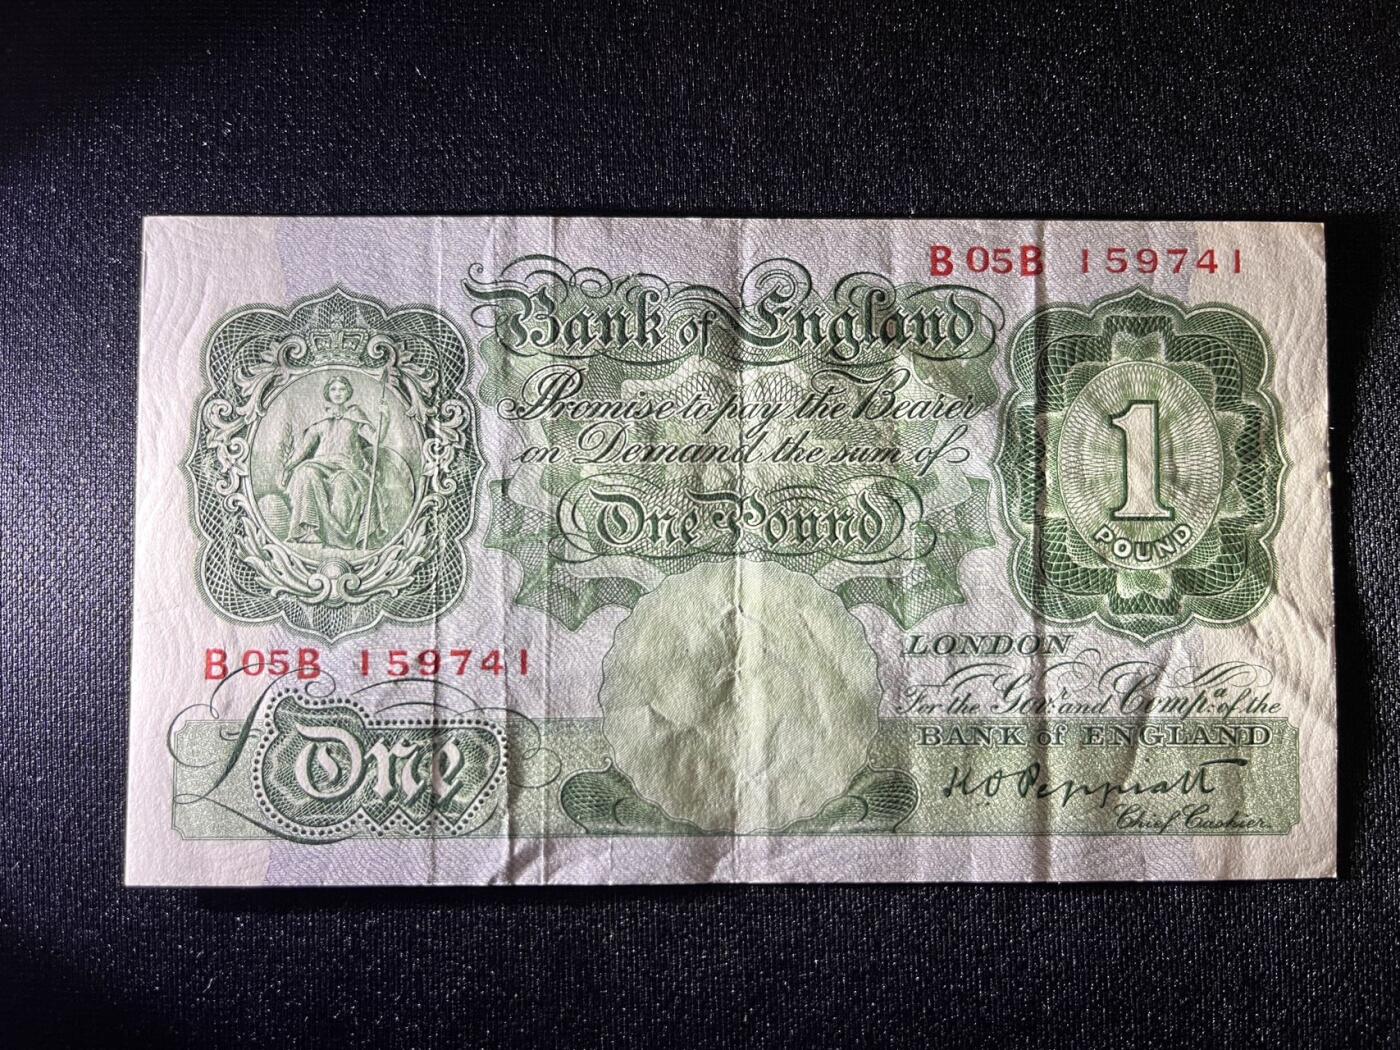 B05B 159741
Bank of England
Promise to pay the Bearer
on Demand the sum of
One Pound
1
POUND
LONDON
For the Govr. and Compa. of the
BANK of ENGLAND
K O Peppiatt
Chief Cashier.
B05B 159741
£ One